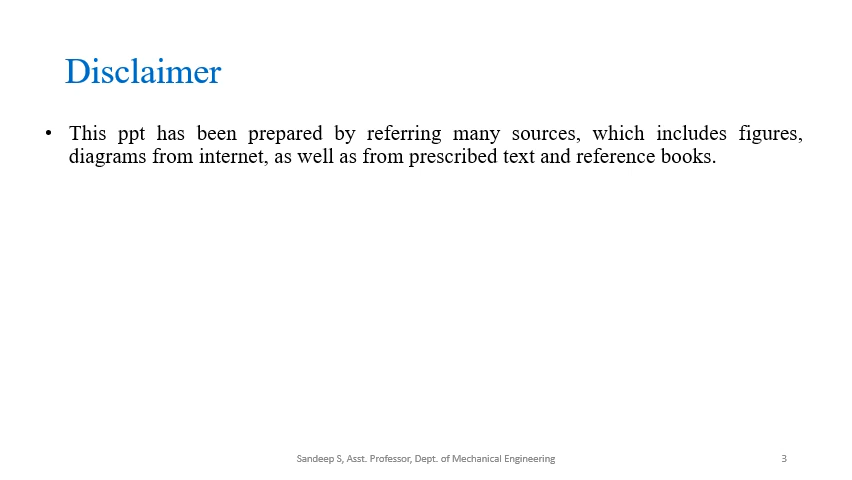 Disclaimer
• This ppt has been prepared by referring many sources, which includes figures,
diagrams from internet, as well as from prescribed text and reference books.
Sandeep S, Asst. Professor, Dept. of Mechanical Engineering
3